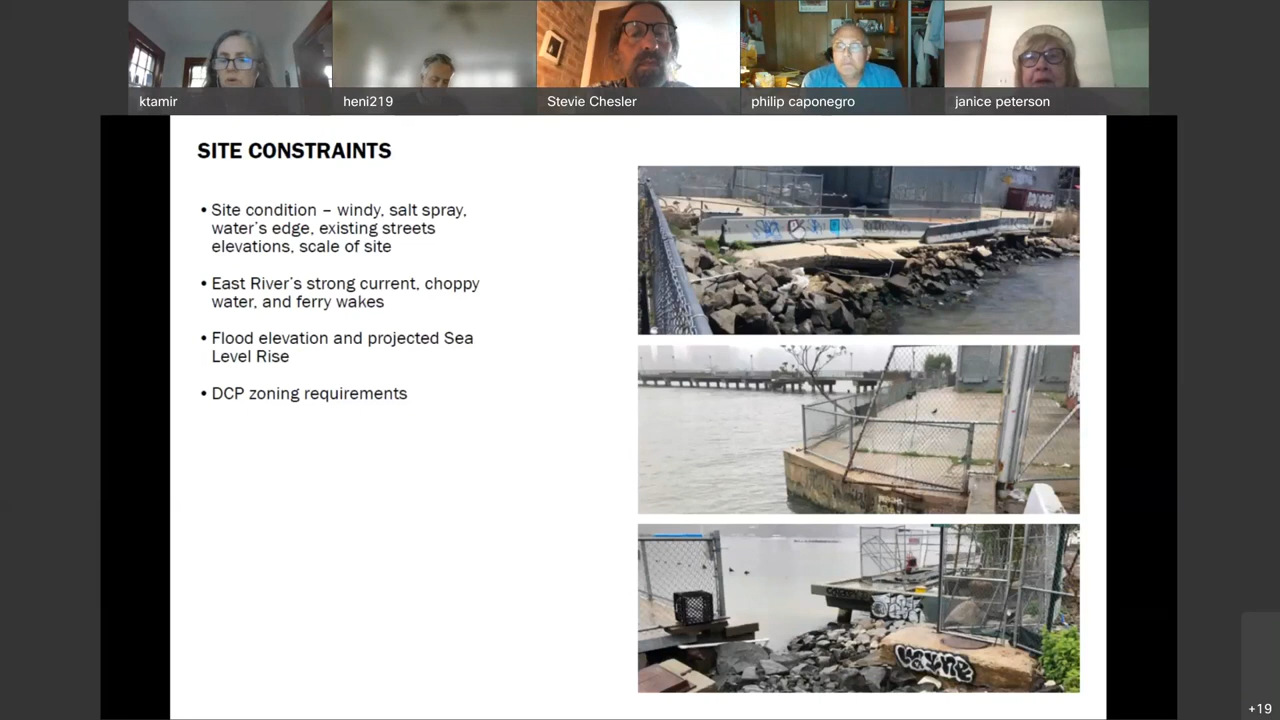 ktamir
heni219
Stevie Chesler
philip caponegro
janice peterson
SITE CONSTRAINTS
• Site condition – windy, salt spray,
water's edge, existing streets
elevations, scale of site
• East River's strong current, choppy
water, and ferry wakes
• Flood elevation and projected Sea
Level Rise
• DCP zoning requirements
+19